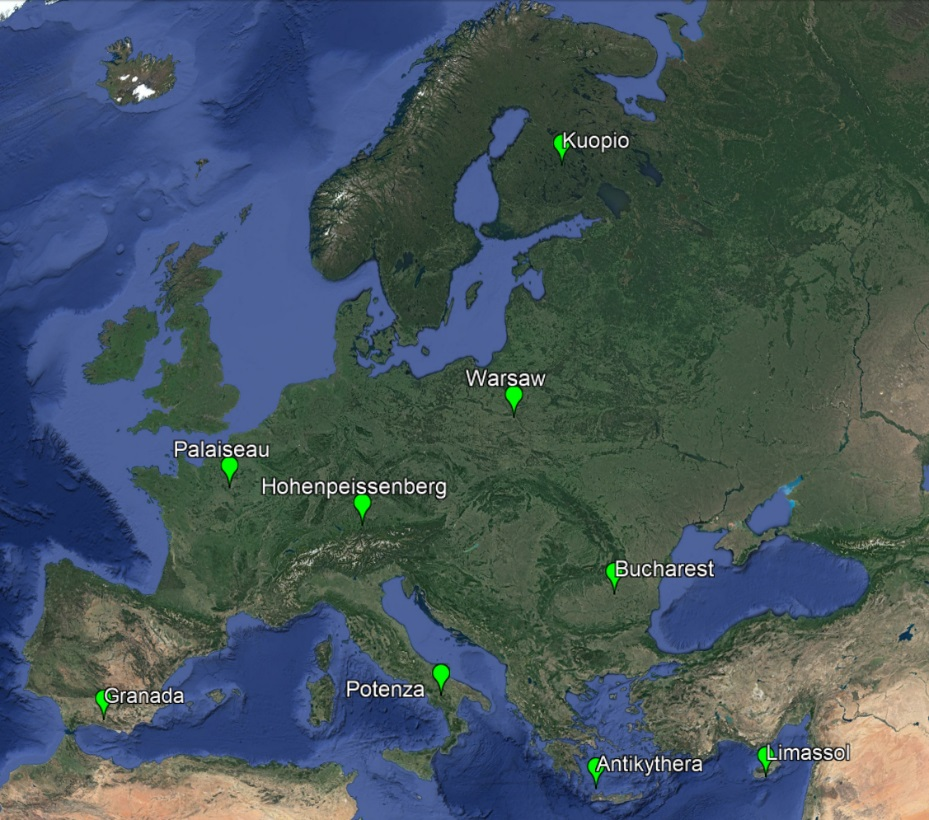 Kuopio
Warsaw
Palaiseau
Hohenpeissenberg
Bucharest
Potenza
Granada
Limassol
Antikythera